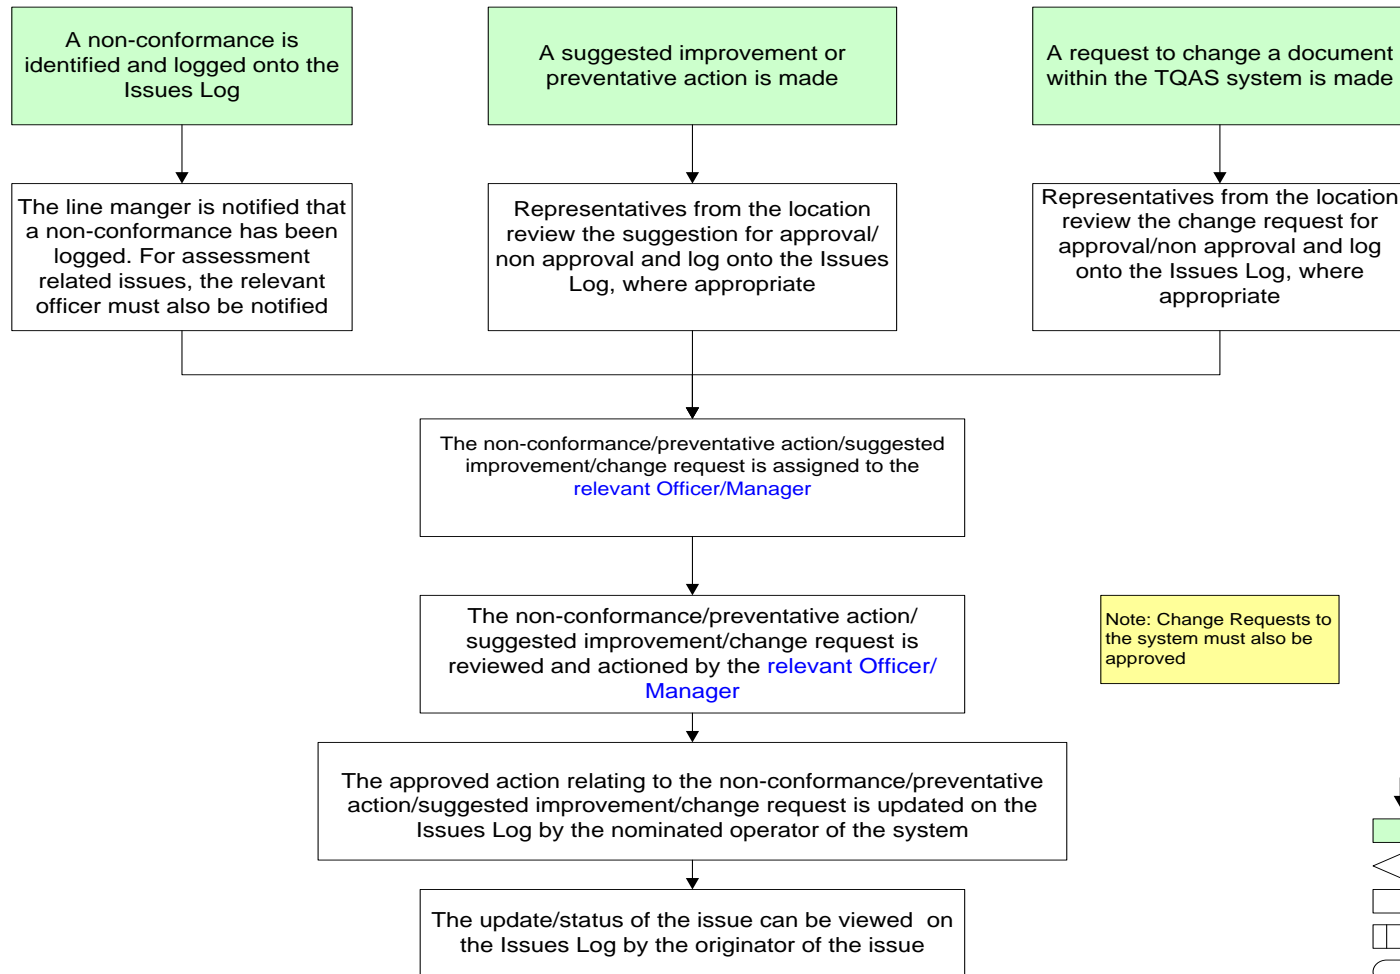 A non-conformance is
identified and logged onto the
Issues Log
A suggested improvement or
preventative action is made
A request to change a document
within the TQAS system is made
The line manger is notified that
a non-conformance has been
logged. For assessment
related issues, the relevant
officer must also be notified
Representatives from the location
review the suggestion for approval/
non approval and log onto the Issues
Log, where appropriate
Representatives from the location
review the change request for
approval/non approval and log
onto the Issues Log, where
appropriate
The non-conformance/preventative action/suggested
improvement/change request is assigned to the
relevant Officer/Manager
The non-conformance/preventative action/
suggested improvement/change request is
reviewed and actioned by the relevant Officer/
Manager
Note: Change Requests to
the system must also be
approved
The approved action relating to the non-conformance/preventative
action/suggested improvement/change request is updated on the
Issues Log by the nominated operator of the system
The update/status of the issue can be viewed on
the Issues Log by the originator of the issue